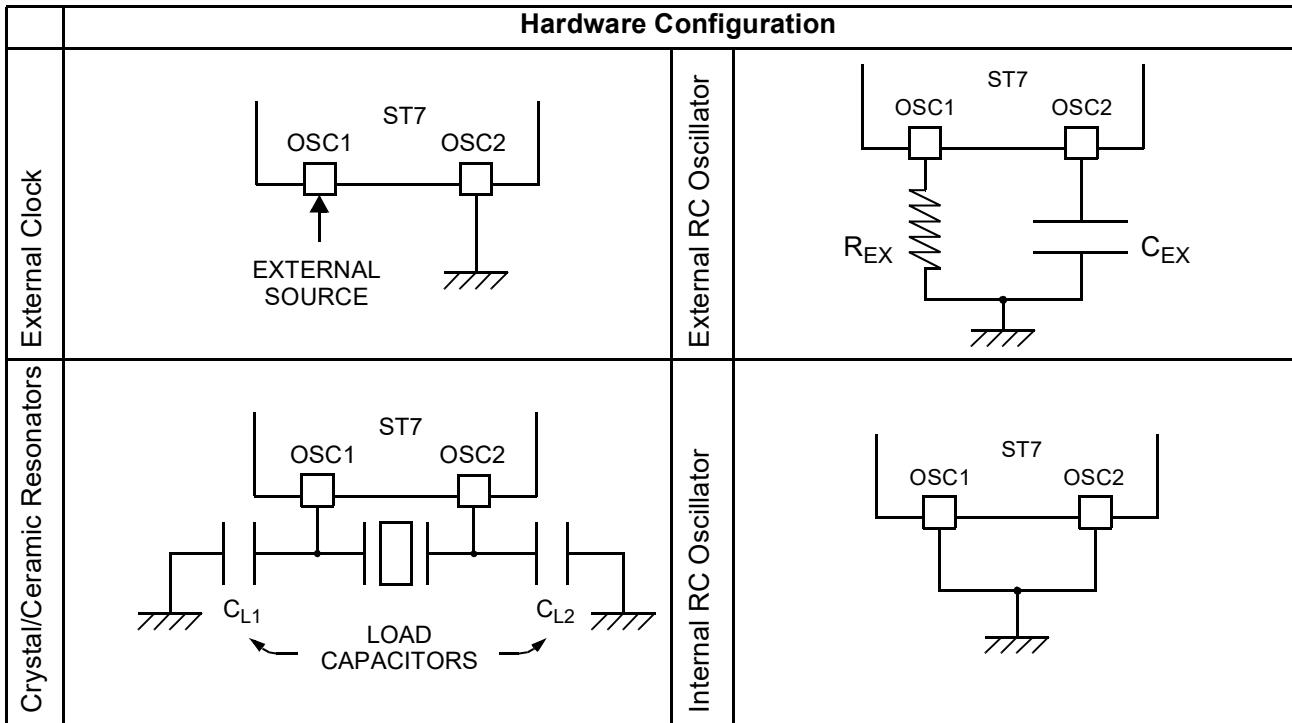 Hardware Configuration
External Clock
ST7
OSC1 OSC2
EXTERNAL
SOURCE
External RC Oscillator
ST7
OSC1 OSC2
REX CEX
Crystal/Ceramic Resonators
ST7
OSC1 OSC2
CL1 CL2
LOAD
CAPACITORS
Internal RC Oscillator
ST7
OSC1 OSC2